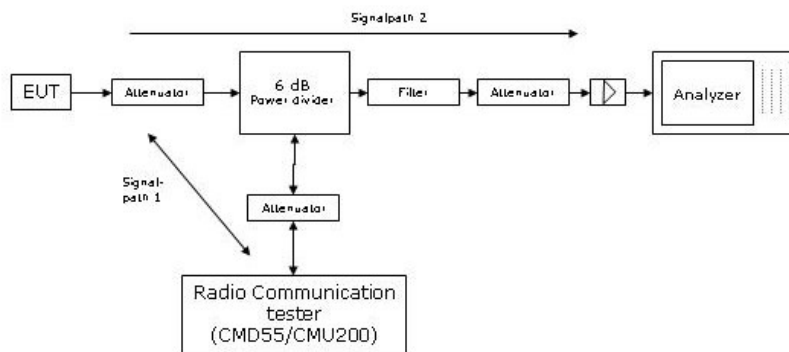 Signalpath 2
EUT
Attenuator
6 dB
Power divider
Filter
Attenuator
Analyzer
Signal-
path 1
Attenuator
Radio Communication
tester
(CMD55/CMU200)